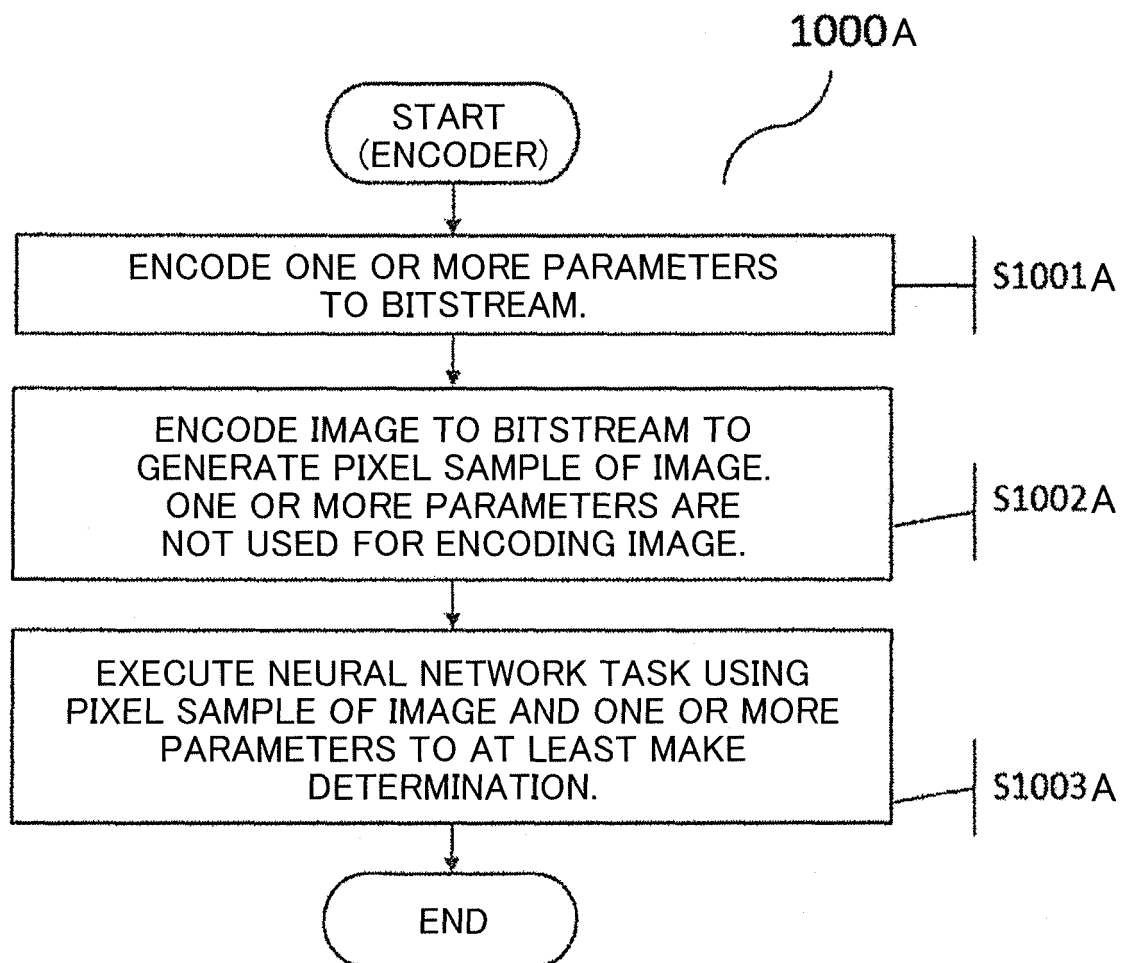 1000A
START
(ENCODER)
ENCODE ONE OR MORE PARAMETERS
TO BITSTREAM.
S1001A
ENCODE IMAGE TO BITSTREAM TO
GENERATE PIXEL SAMPLE OF IMAGE.
ONE OR MORE PARAMETERS ARE
NOT USED FOR ENCODING IMAGE.
S1002A
EXECUTE NEURAL NETWORK TASK USING
PIXEL SAMPLE OF IMAGE AND ONE OR MORE
PARAMETERS TO AT LEAST MAKE
DETERMINATION.
S1003A
END